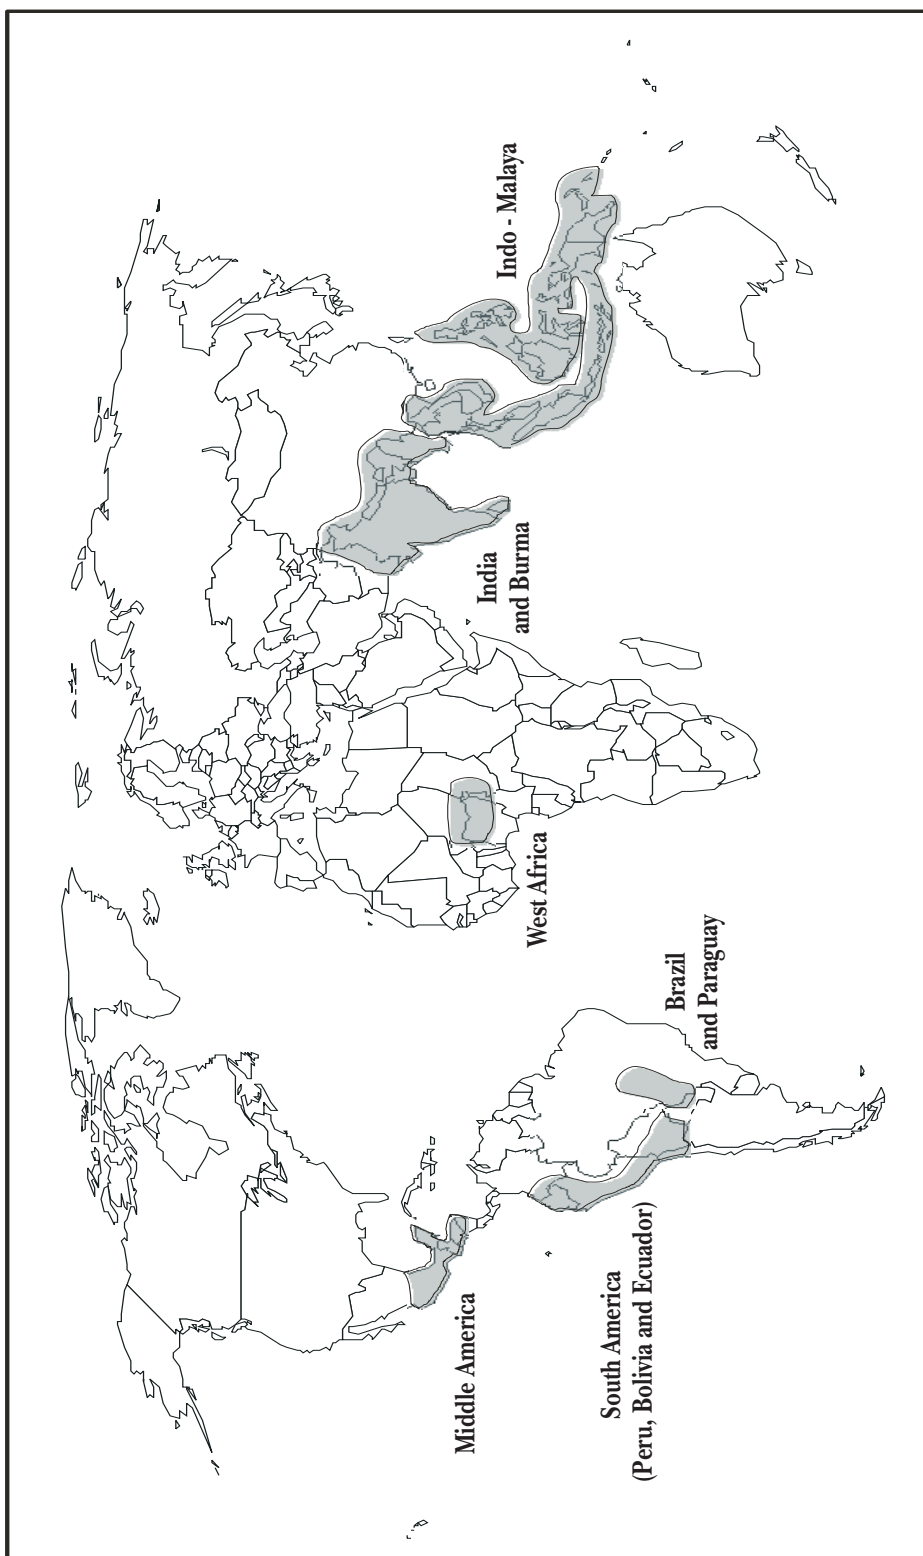 Middle America
South America
(Peru, Bolivia and Ecuador)
Brazil
and Paraguay
West Africa
India
and Burma
Indo - Malaya